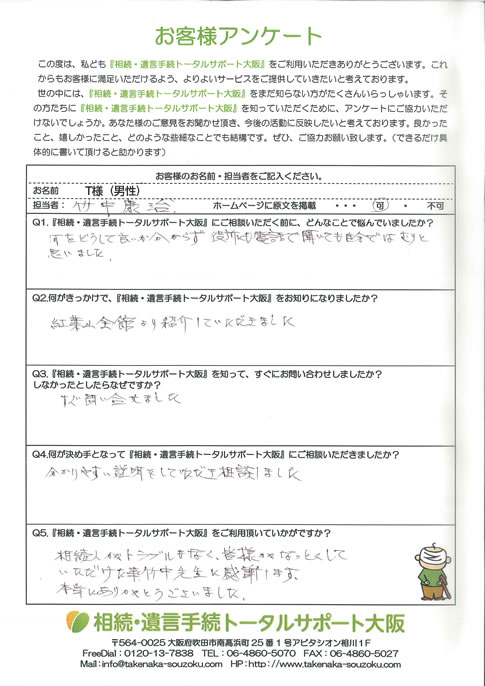 お客様アンケート
この度は、私ども『相続・遺言手続トータルサポート大阪』をご利用いただきありがとうございます。これ
からもお客様に満足いただけるよう、よりよいサービスをご提供していきたいと考えております。
世の中には、『相続・遺言手続トータルサポート大阪』をまだ知らない方がたくさんいらっしゃいます。そ
の方たちに『相続・遺言手続トータルサポート大阪』を知っていただくために、アンケートにご協力いただ
けないでしょうか。あなた様のご意見をお聞かせ頂き、今後の活動に反映したいと考えております。良かった
こと、嬉しかったこと、どのような些細なことでも結構です。ぜひ、ご協力お願い致します。（できるだけ具
体的に書いて頂けると助かります）
お客様のお名前・担当者をご記入ください。
お名前 T様（男性）
担当者： 竹中康治 ホームページに原文を掲載 ・・・ 可 ・ 不可
Q1.『相続・遺言手続トータルサポート大阪』にご相談いただく前に、どんなことで悩んでいましたか？
何をどうして良いか分からず 役所にも電話で聞いても自分ではむりと
思いました。
Q2.何がきっかけで、『相続・遺言手続トータルサポート大阪』をお知りになりましたか？
紅葉山会館より紹介していただきました
Q3.『相続・遺言手続トータルサポート大阪』を知って、すぐにお問い合わせしましたか？
しなかったとしたらなぜですか？
すぐ問い合せました
Q4.何が決め手となって『相続・遺言手続トータルサポート大阪』にご相談いただきましたか？
分かりやすい説明をしていただき相談しました
Q5.『相続・遺言手続トータルサポート大阪』をご利用頂いていかがですか？
相続人がトラブルもなく、皆様がなっとくして
いただけた事竹中先生に感謝します。
本当にありがとうございました。
相続・遺言手続トータルサポート大阪
〒564-0025 大阪府吹田市南高浜町25番1号アビタシオン相川1F
FreeDial：0120-13-7838 TEL：06-4860-5070 FAX：06-4860-5027
Mail：info@takenaka-souzoku.com HP：http://www.takenaka-souzoku.com